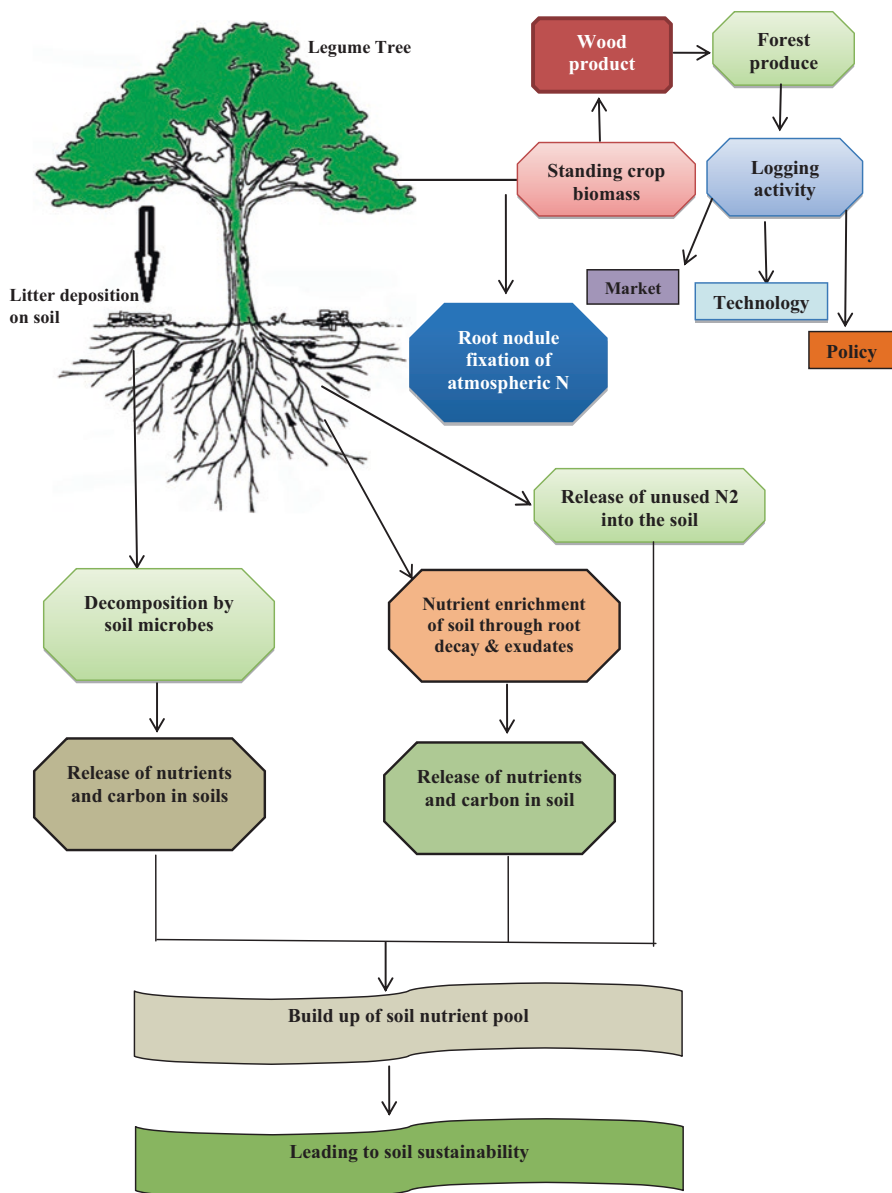 Legume Tree
Wood
product
Forest
produce
Standing crop
biomass
Logging
activity
Market
Technology
Policy
Litter deposition
on soil
Root nodule
fixation of
atmospheric N
Release of unused N2
into the soil
Decomposition by
soil microbes
Nutrient enrichment
of soil through root
decay & exudates
Release of nutrients
and carbon in soils
Release of nutrients
and carbon in soil
Build up of soil nutrient pool
Leading to soil sustainability